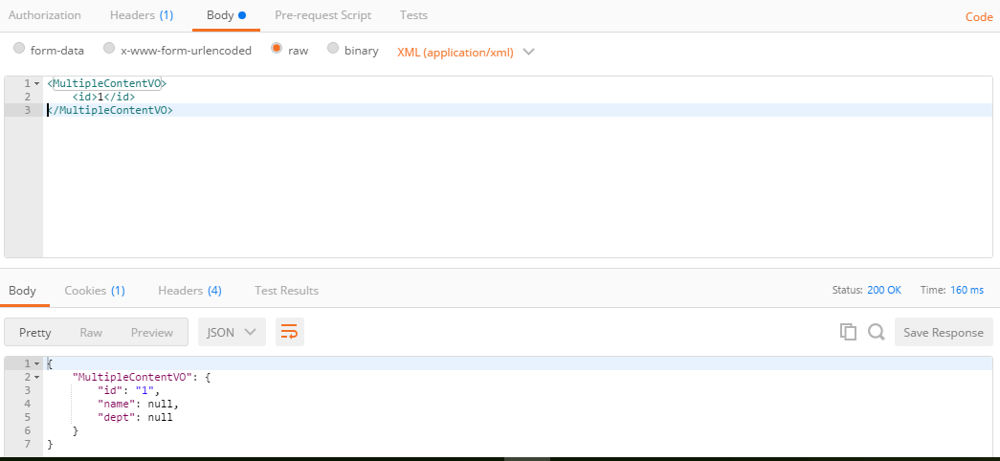 Authorization Headers (1) Body Pre-request Script Tests Code
form-data x-www-form-urlencoded raw binary XML (application/xml)
1 <MultipleContentVO>
2 <id>1</id>
3 </MultipleContentVO>
Body Cookies (1) Headers (4) Test Results Status: 200 OK Time: 160 ms
Pretty Raw Preview JSON Save Response
1 {
2 "MultipleContentVO": {
3 "id": "1",
4 "name": null,
5 "dept": null
6 }
7 }